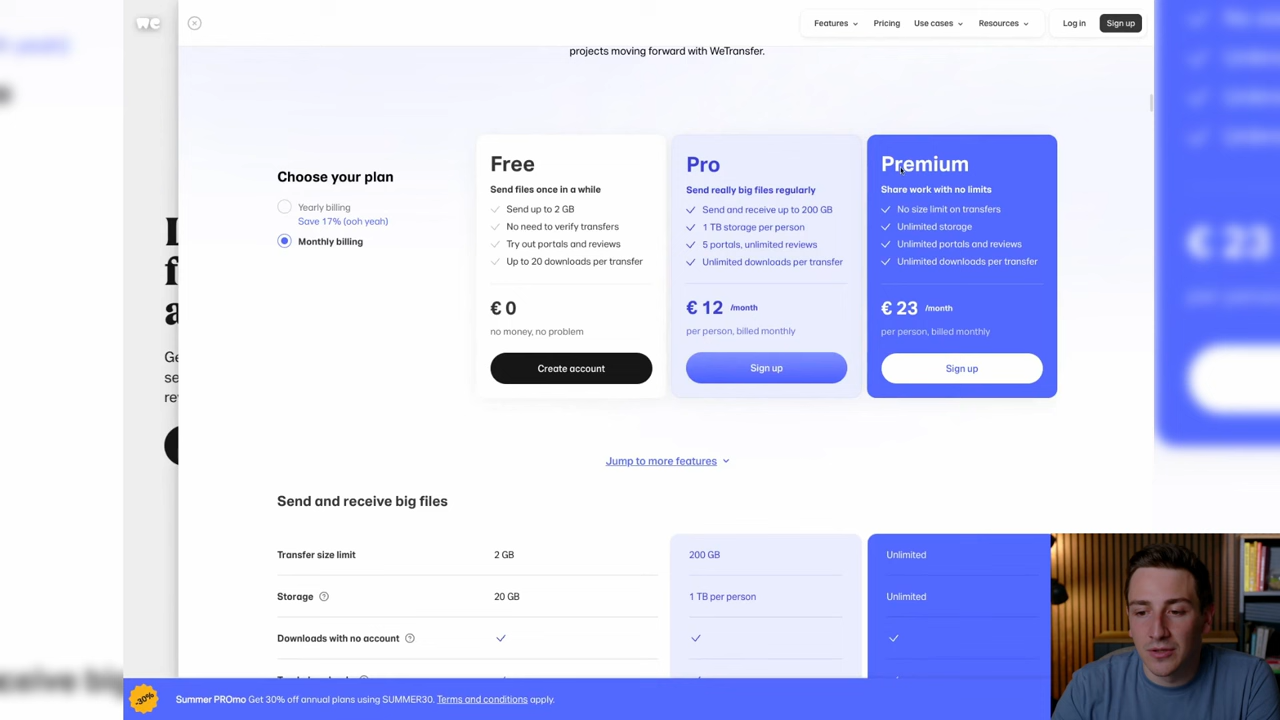 we
Features
Pricing
Use cases
Resources
Log in
Sign up
projects moving forward with WeTransfer.
Choose your plan
Yearly billing
Save 17% (ooh yeah)
Monthly billing
Free
Send files once in a while
Send up to 2 GB
No need to verify transfers
Try out portals and reviews
Up to 20 downloads per transfer
€ 0
no money, no problem
Create account
Pro
Send really big files regularly
Send and receive up to 200 GB
1 TB storage per person
5 portals, unlimited reviews
Unlimited downloads per transfer
€ 12 /month
per person, billed monthly
Sign up
Premium
Share work with no limits
No size limit on transfers
Unlimited storage
Unlimited portals and reviews
Unlimited downloads per transfer
€ 23 /month
per person, billed monthly
Sign up
Jump to more features
Send and receive big files
Transfer size limit 2 GB 200 GB Unlimited
Storage 20 GB 1 TB per person Unlimited
Downloads with no account
-30%
Summer PROmo Get 30% off annual plans using SUMMER30. Terms and conditions apply.